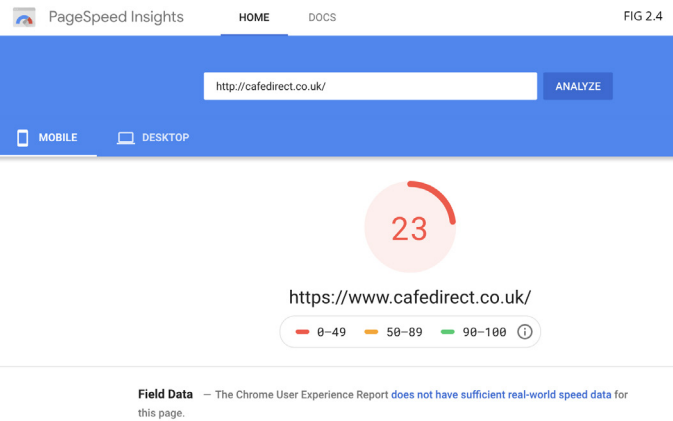 PageSpeed Insights HOME DOCS FIG 2.4
http://cafedirect.co.uk/ ANALYZE
MOBILE DESKTOP
23
https://www.cafedirect.co.uk/
0–49 50–89 90–100
Field Data — The Chrome User Experience Report does not have sufficient real-world speed data for
this page.